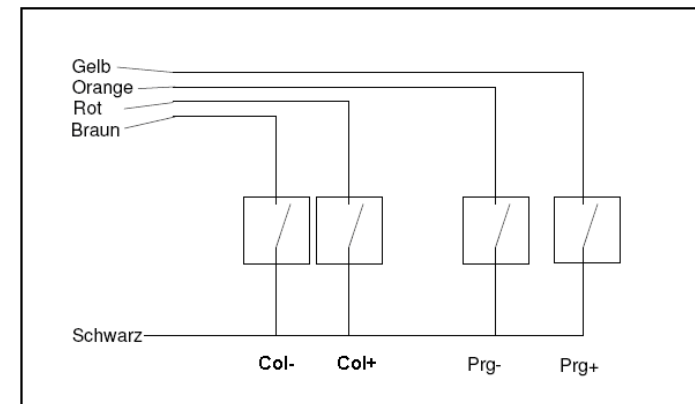 Gelb
Orange
Rot
Braun
Schwarz
Col- Col+ Prg- Prg+